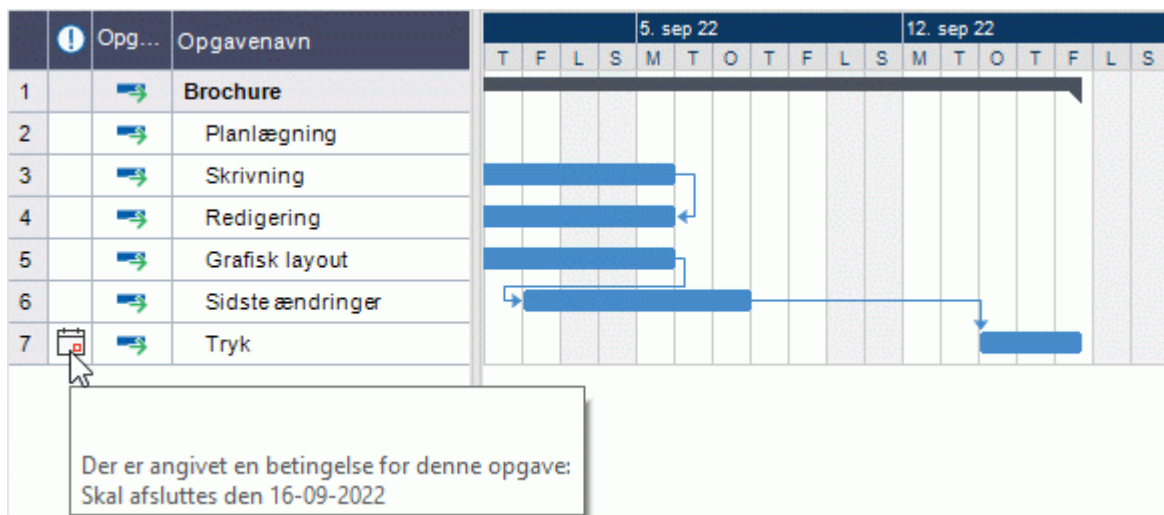 5. sep 22 12. sep 22
Opg... Opgavenavn
T F L S M T O T F L S M T O T F L S
1 Brochure
2 Planlægning
3 Skrivning
4 Redigering
5 Grafisk layout
6 Sidste ændringer
7 Tryk
Der er angivet en betingelse for denne opgave:
Skal afsluttes den 16-09-2022